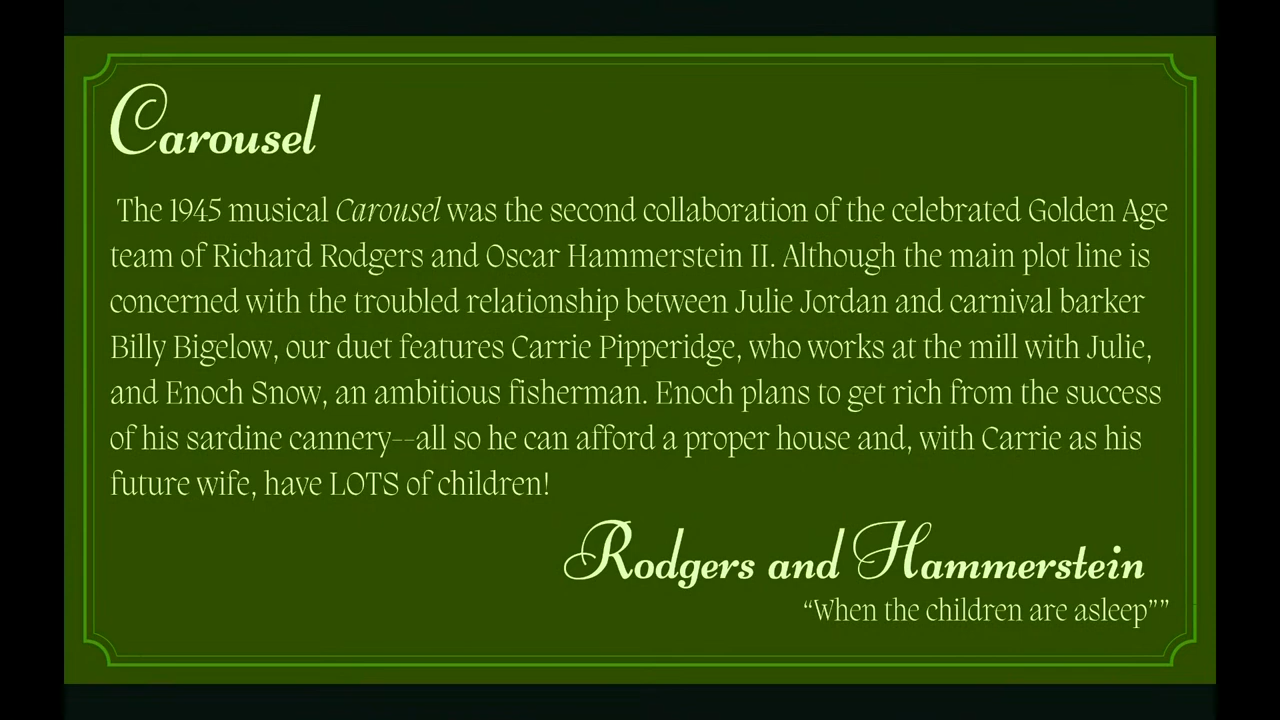 Carousel
The 1945 musical Carousel was the second collaboration of the celebrated Golden Age
team of Richard Rodgers and Oscar Hammerstein II. Although the main plot line is
concerned with the troubled relationship between Julie Jordan and carnival barker
Billy Bigelow, our duet features Carrie Pipperidge, who works at the mill with Julie,
and Enoch Snow, an ambitious fisherman. Enoch plans to get rich from the success
of his sardine cannery--all so he can afford a proper house and, with Carrie as his
future wife, have LOTS of children!
Rodgers and Hammerstein
“When the children are asleep””